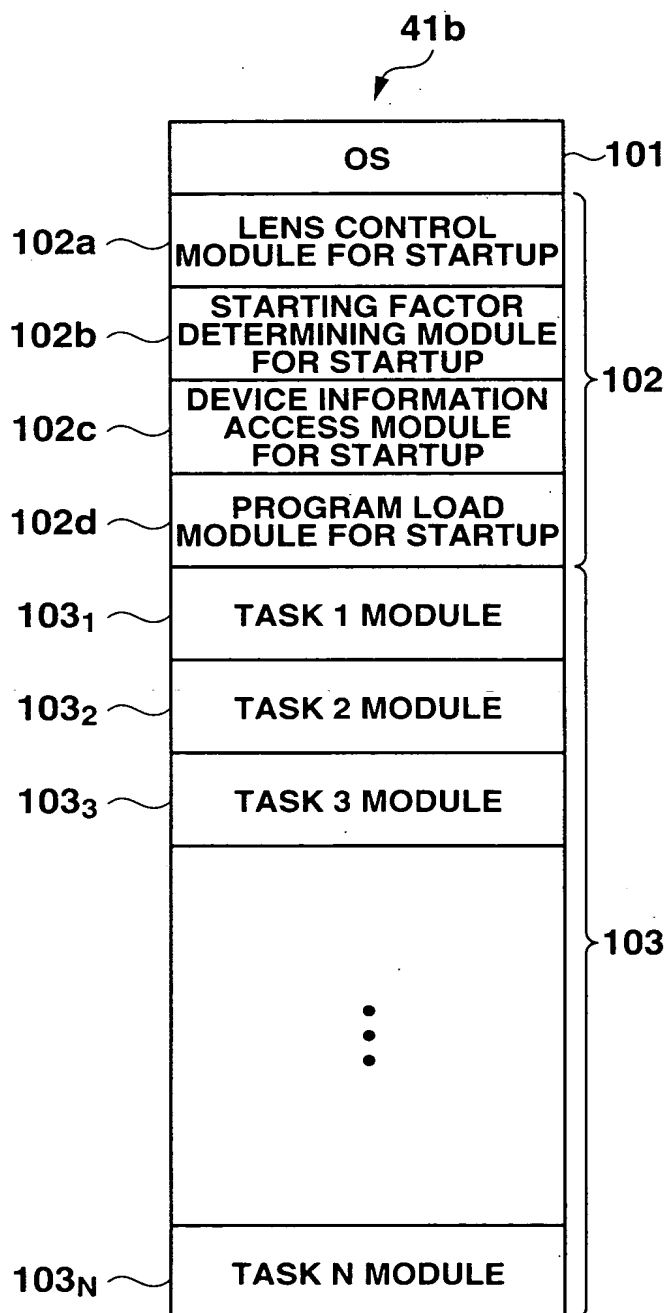 41b
OS
101
102a
LENS CONTROL
MODULE FOR STARTUP
102b
STARTING FACTOR
DETERMINING MODULE
FOR STARTUP
102
102c
DEVICE INFORMATION
ACCESS MODULE
FOR STARTUP
102d
PROGRAM LOAD
MODULE FOR STARTUP
103₁
TASK 1 MODULE
103₂
TASK 2 MODULE
103₃
TASK 3 MODULE
103
103N
TASK N MODULE